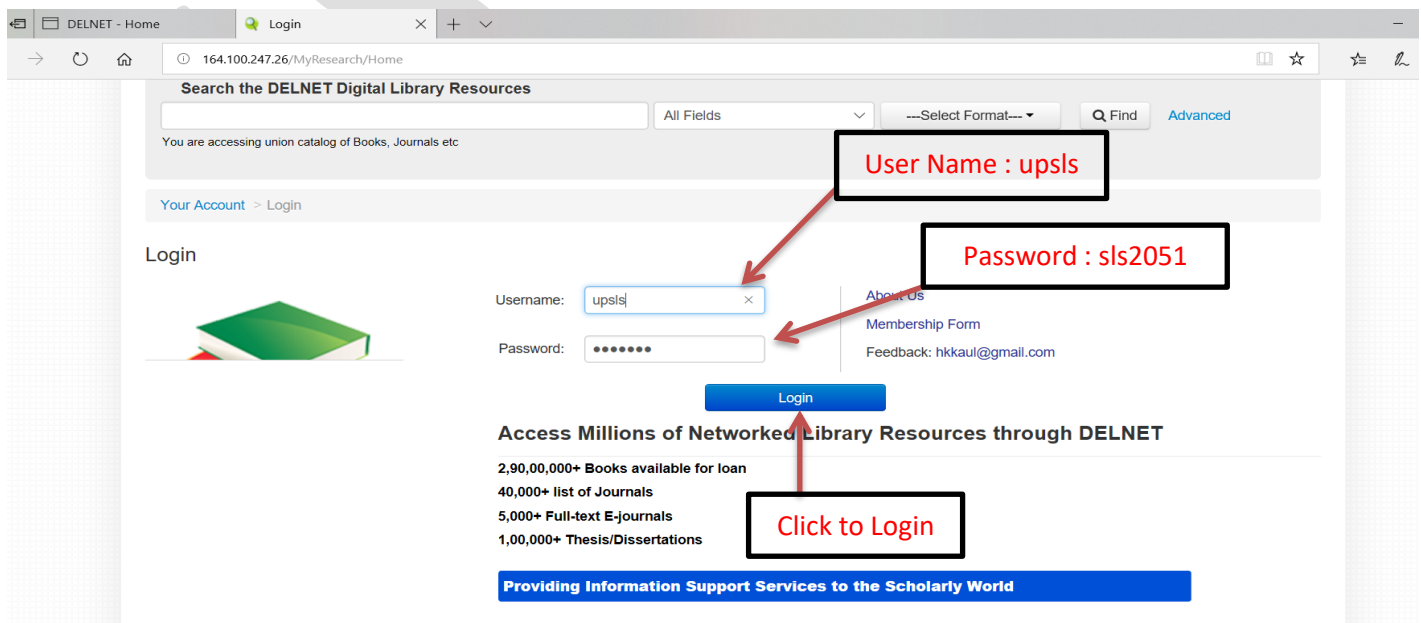 DELNET - Home
Login
164.100.247.26/MyResearch/Home
Search the DELNET Digital Library Resources
All Fields
---Select Format---
Find
Advanced
You are accessing union catalog of Books, Journals etc
User Name : upsls
Your Account > Login
Login
Password : sls2051
Username:
upsls
About Us
Membership Form
Password:
Feedback: hkkaul@gmail.com
Login
Access Millions of Networked Library Resources through DELNET
2,90,00,000+ Books available for loan
40,000+ list of Journals
5,000+ Full-text E-journals
Click to Login
1,00,000+ Thesis/Dissertations
Providing Information Support Services to the Scholarly World